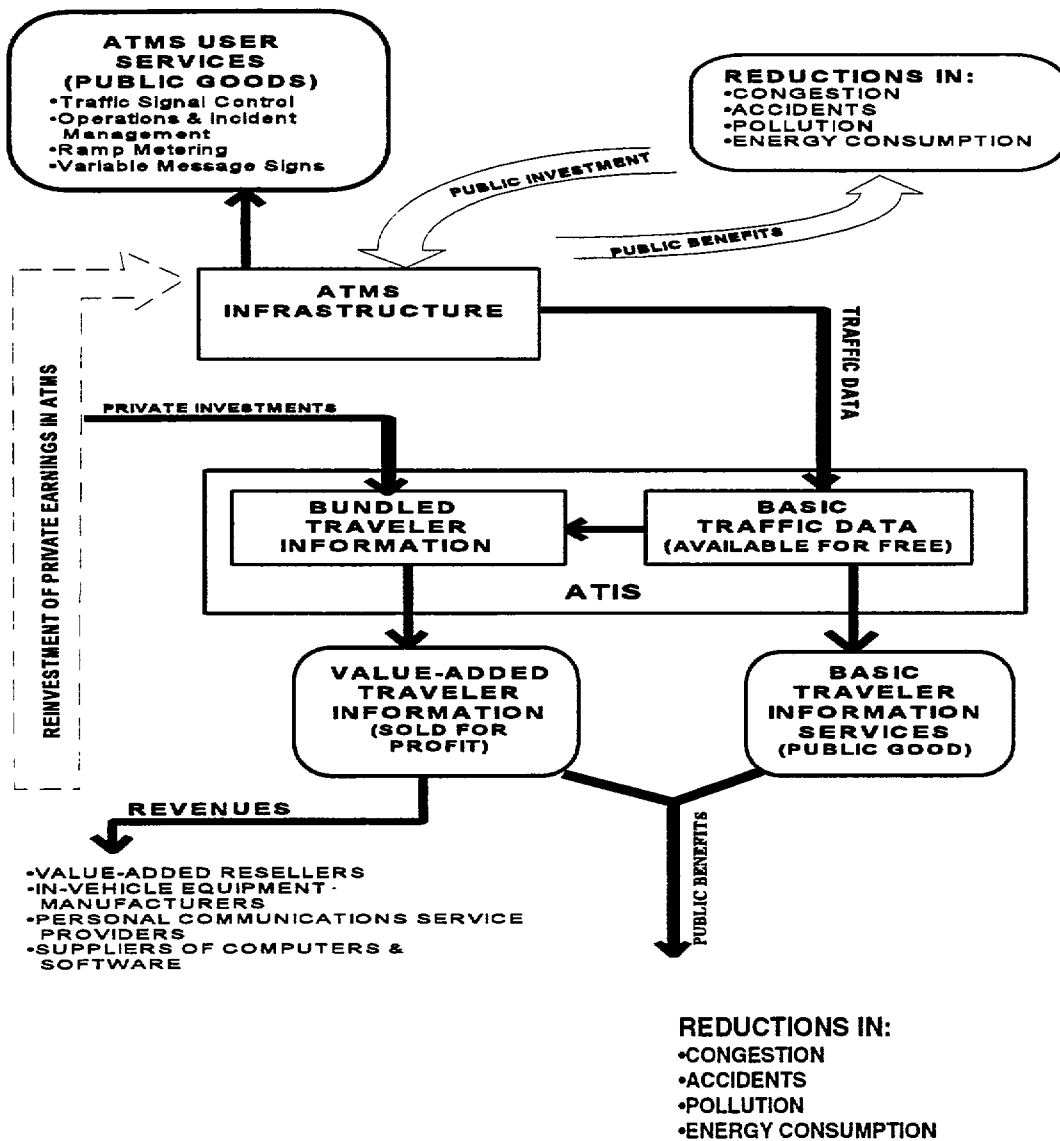 ATMS USER
SERVICES
(PUBLIC GOODS)
•Traffic Signal Control
•Operations & Incident
Management
•Ramp Metering
•Variable Message Signs
REDUCTIONS IN:
•CONGESTION
•ACCIDENTS
•POLLUTION
•ENERGY CONSUMPTION
PUBLIC INVESTMENT
PUBLIC BENEFITS
ATMS
INFRASTRUCTURE
TRAFFIC DATA
REINVESTMENT OF PRIVATE EARNINGS IN ATMS
PRIVATE INVESTMENTS
BUNDLED
TRAVELER
INFORMATION
BASIC
TRAFFIC DATA
(AVAILABLE FOR FREE)
ATIS
VALUE-ADDED
TRAVELER
INFORMATION
(SOLD FOR
PROFIT)
BASIC
TRAVELER
INFORMATION
SERVICES
(PUBLIC GOOD)
REVENUES
PUBLIC BENEFITS
•VALUE-ADDED RESELLERS
•IN-VEHICLE EQUIPMENT -
MANUFACTURERS
•PERSONAL COMMUNICATIONS SERVICE
PROVIDERS
•SUPPLIERS OF COMPUTERS &
SOFTWARE
REDUCTIONS IN:
•CONGESTION
•ACCIDENTS
•POLLUTION
•ENERGY CONSUMPTION